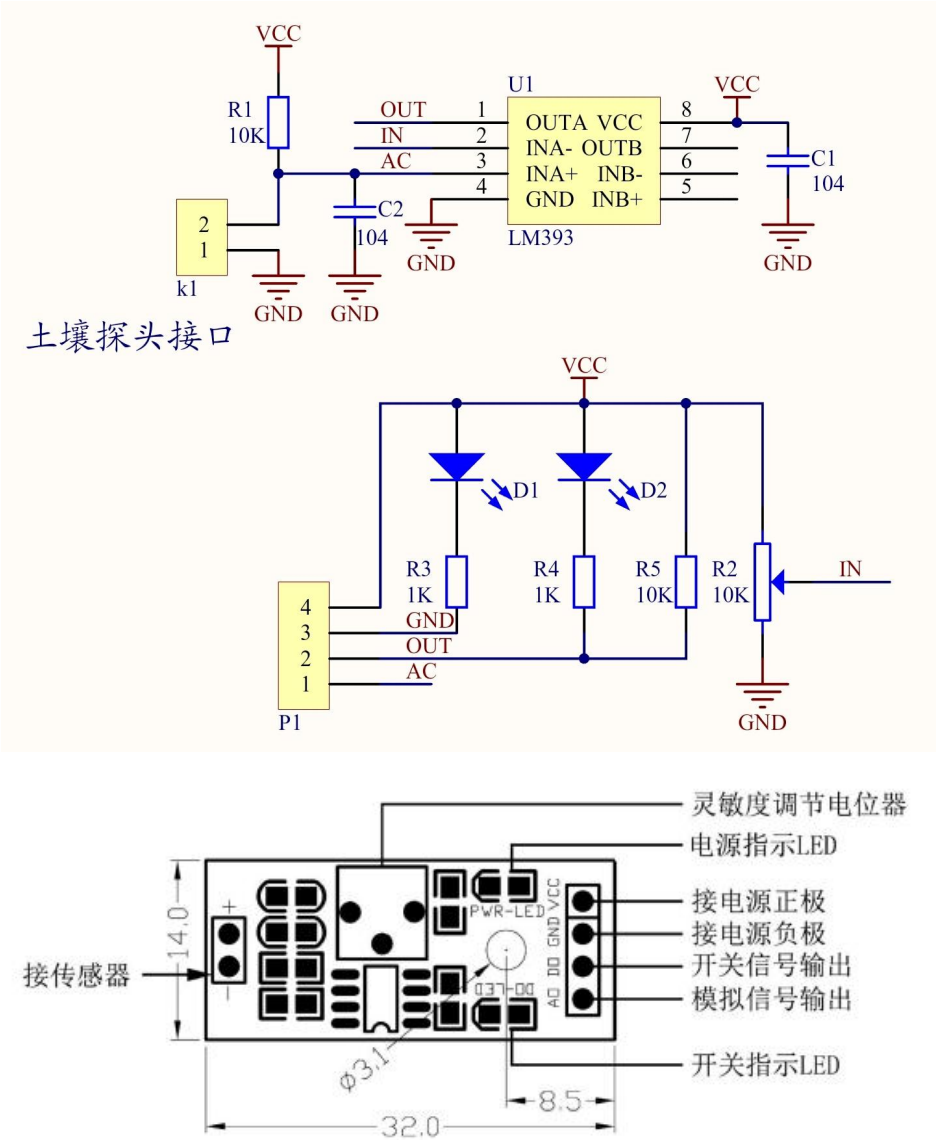 VCC
R1
10K
OUT
IN
AC
U1
1
2
3
4
OUTA VCC
INA- OUTB
INA+ INB-
GND INB+
8
7
6
5
LM393
VCC
C1
104
GND
GND
C2
104
2
1
k1
GND
GND
土壤探头接口
VCC
D1
D2
R3
1K
R4
1K
R5
10K
R2
10K
IN
4
3
2
1
GND
OUT
AC
P1
GND
灵敏度调节电位器
电源指示LED
接电源正极
接电源负极
开关信号输出
模拟信号输出
开关指示LED
接传感器
14.0
+
-
PWR-LED
VCC
GND
DO
AO
DO-LED
Ø3.1
8.5
32.0